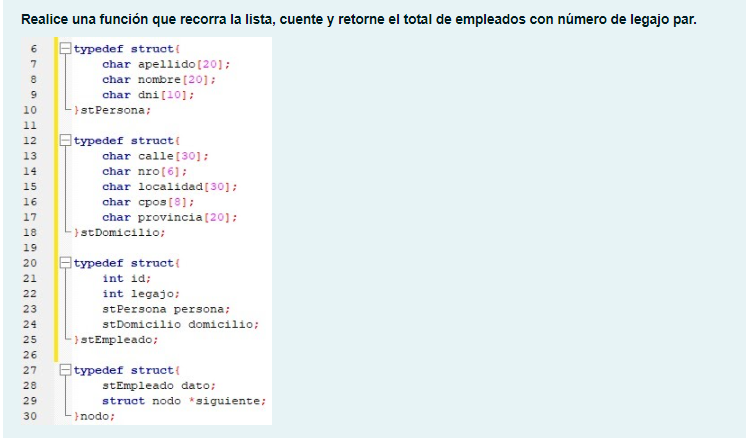 Realice una función que recorra la lista, cuente y retorne el total de empleados con número de legajo par.
6 typedef struct{
7 char apellido[20];
8 char nombre[20];
9 char dni[10];
10 }stPersona;
11
12 typedef struct{
13 char calle[30];
14 char nro[6];
15 char localidad[30];
16 char cpos[8];
17 char provincia[20];
18 }stDomicilio;
19
20 typedef struct{
21 int id;
22 int legajo;
23 stPersona persona;
24 stDomicilio domicilio;
25 }stEmpleado;
26
27 typedef struct{
28 stEmpleado dato;
29 struct nodo *siguiente;
30 }nodo;